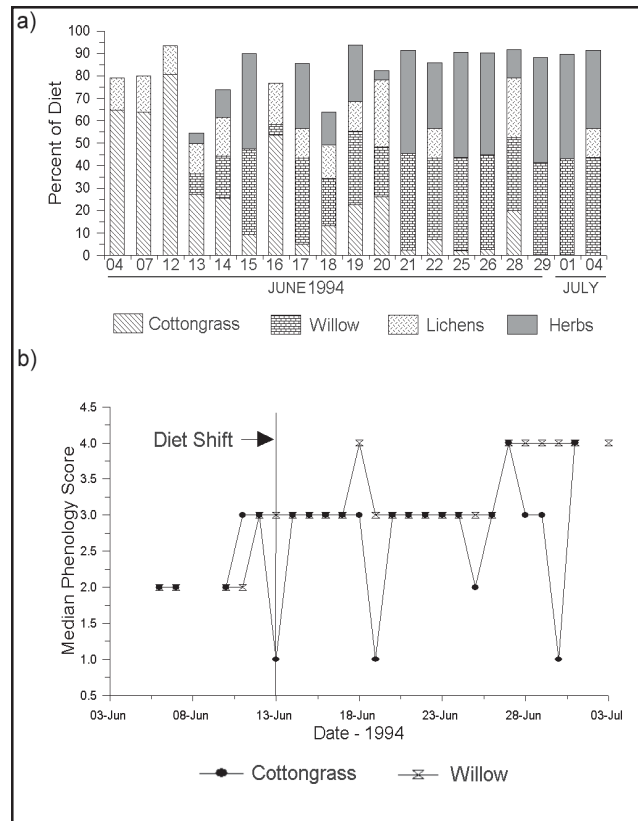 a)
100
90
80
70
60
50
40
30
20
10
0
Percent of Diet
04 07 12 13 14 15 16 17 18 19 20 21 22 25 26 28 29 01 04
JUNE 1994 JULY
Cottongrass Willow Lichens Herbs
b)
4.5
4.0
3.5
3.0
2.5
2.0
1.5
1.0
0.5
Median Phenology Score
Diet Shift
03-Jun 08-Jun 13-Jun 18-Jun 23-Jun 28-Jun 03-Jul
Date - 1994
Cottongrass Willow